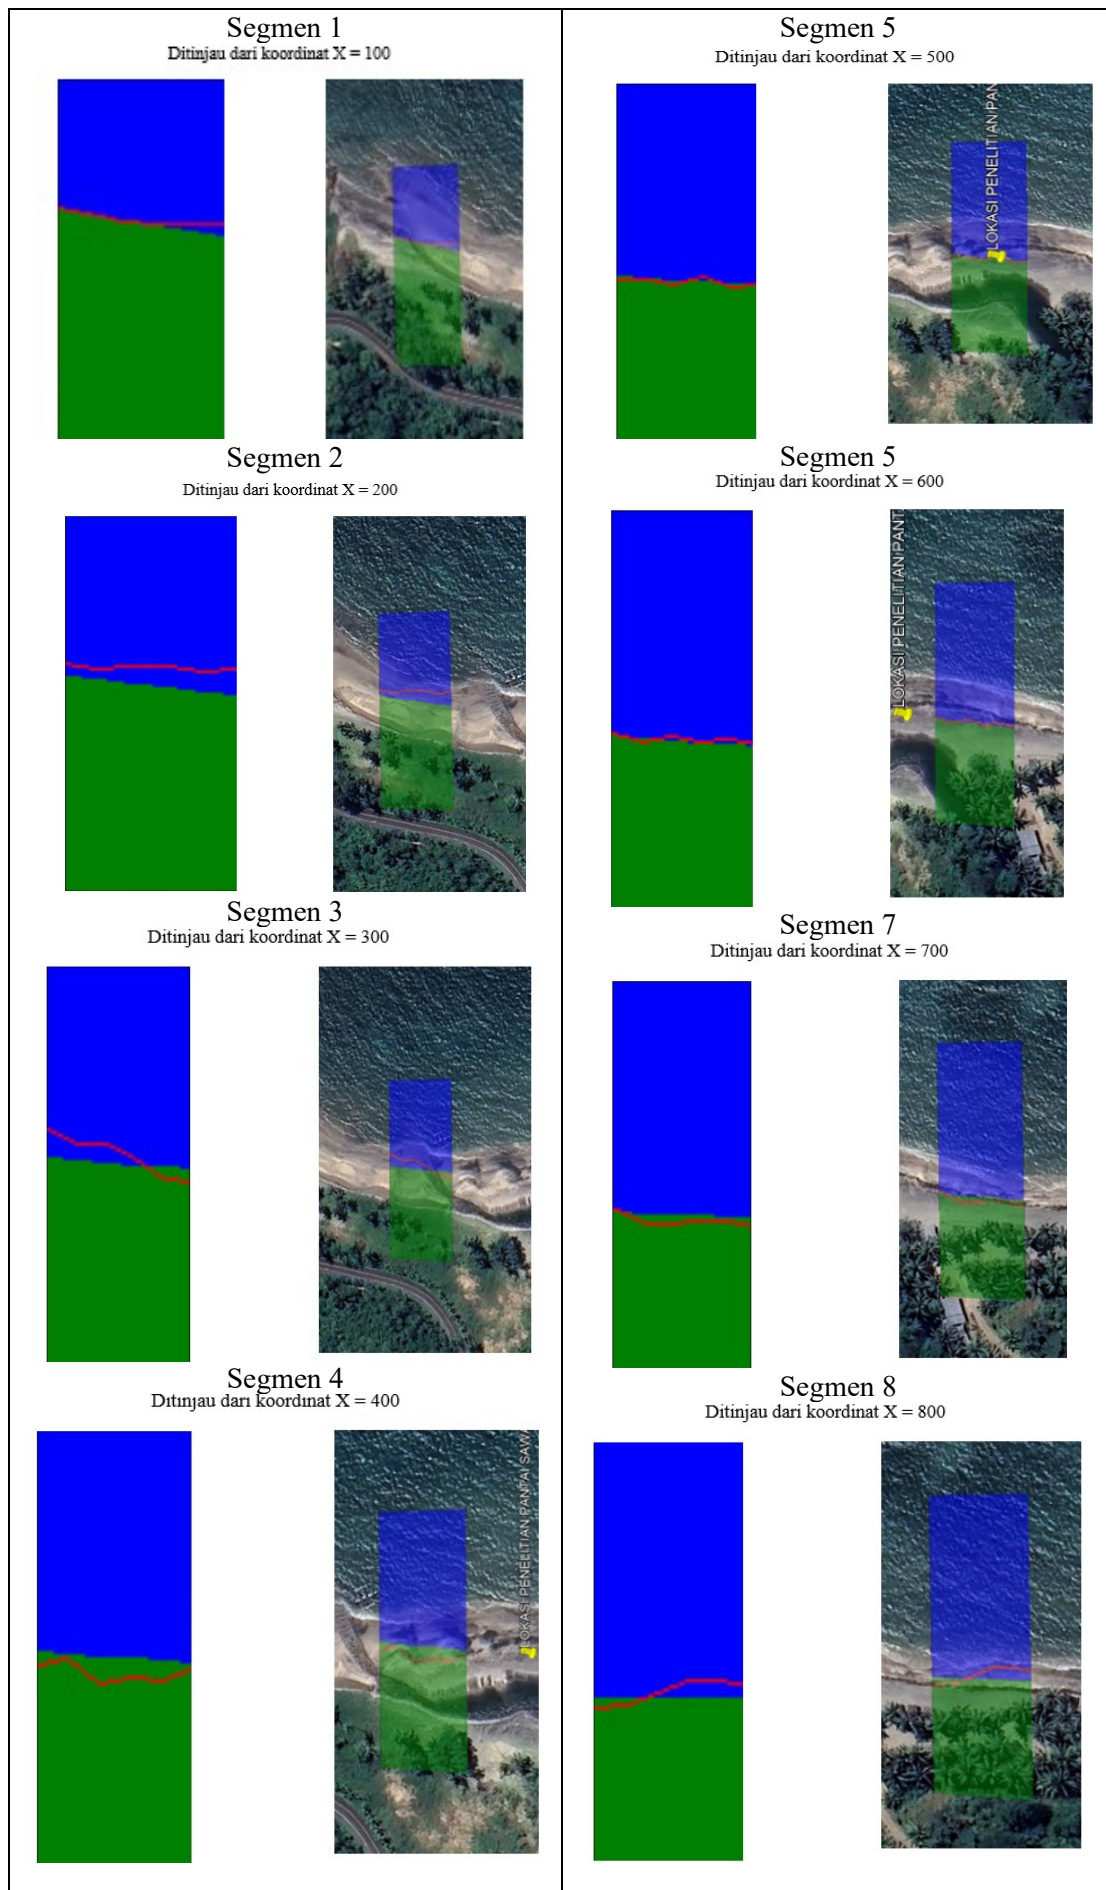 Segmen 1
Ditinjau dari koordinat X = 100
Segmen 2
Ditinjau dari koordinat X = 200
Segmen 3
Ditinjau dari koordinat X = 300
Segmen 4
Ditinjau dari koordinat X = 400
LOKASI PENELITIAN PANTAI SAWA
Segmen 5
Ditinjau dari koordinat X = 500
LOKASI PENELITIAN PAN
Segmen 5
Ditinjau dari koordinat X = 600
LOKASI PENELITIAN PANT
Segmen 7
Ditinjau dari koordinat X = 700
Segmen 8
Ditinjau dari koordinat X = 800